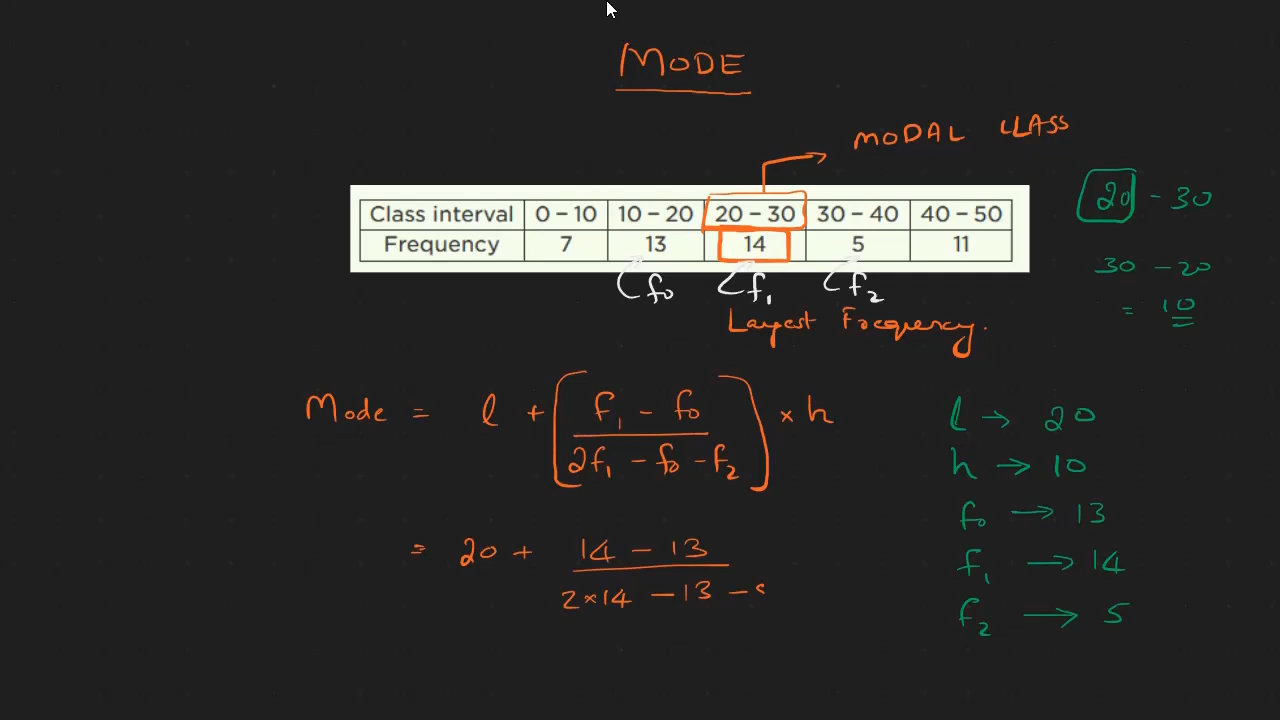 MODE
MODAL CLASS
Class interval 0 – 10 10 – 20 20 – 30 30 – 40 40 – 50
Frequency 7 13 14 5 11
f₀ f₁ f₂
Largest Frequency.
20 - 30
30 - 20
= 10
Mode = l + [ (f₁ - f₀) / (2f₁ - f₀ - f₂) ] × h
= 20 + (14 - 13) / (2×14 - 13 -
l → 20
h → 10
f₀ → 13
f₁ → 14
f₂ → 5